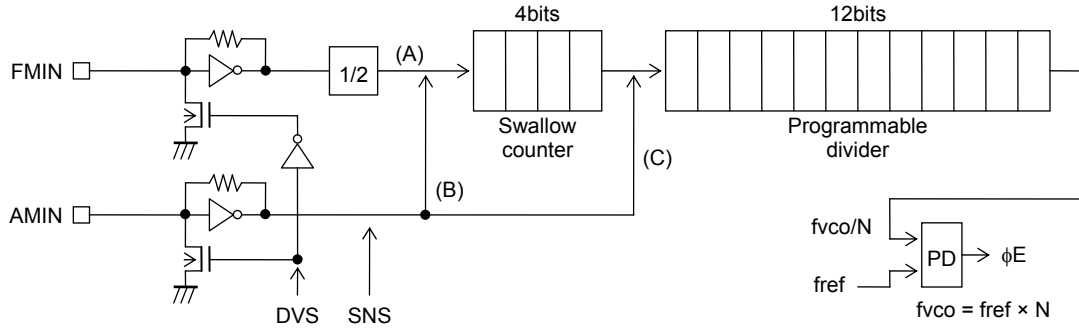 4bits
12bits
(A)
FMIN
1/2
Swallow
counter
Programmable
divider
(C)
(B)
AMIN
fvco/N
PD
φE
fref
DVS
SNS
fvco = fref × N